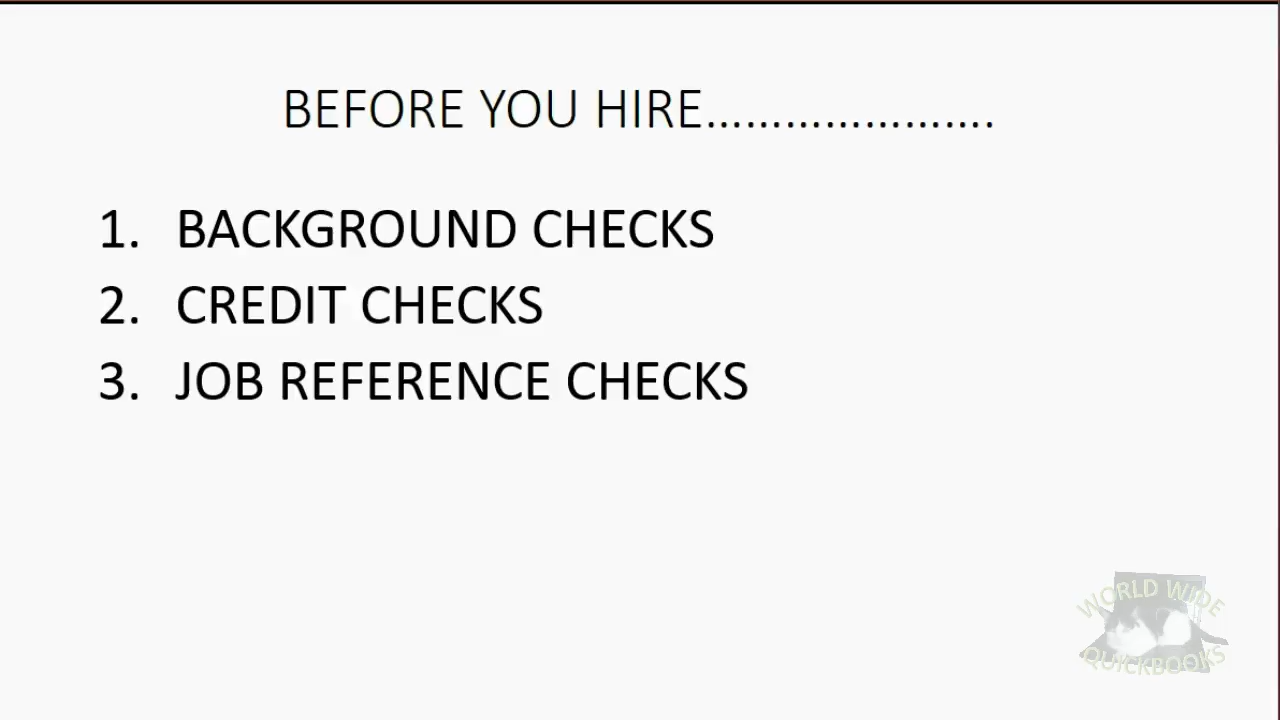 BEFORE YOU HIRE………………….
1. BACKGROUND CHECKS
2. CREDIT CHECKS
3. JOB REFERENCE CHECKS
WORLD WIDE
QUICKBOOKS